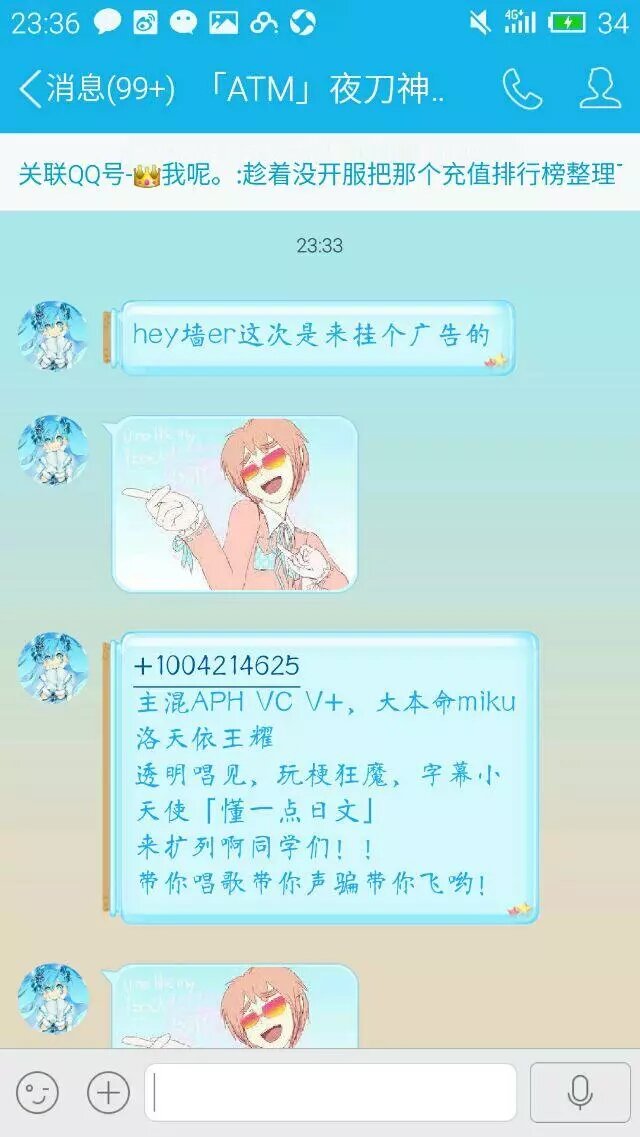 23:36
4G+
34
消息(99+)
「ATM」夜刀神..
关联QQ号-👑我呢。:趁着没开服把那个充值排行榜整理
23:33
hey墙er这次是来挂个广告的
+1004214625
主混APH VC V+，大本命miku
洛天依王耀
透明唱见，玩梗狂魔，字幕小
天使「懂一点日文」
来扩列啊同学们！！
带你唱歌带你声骗带你飞哟！